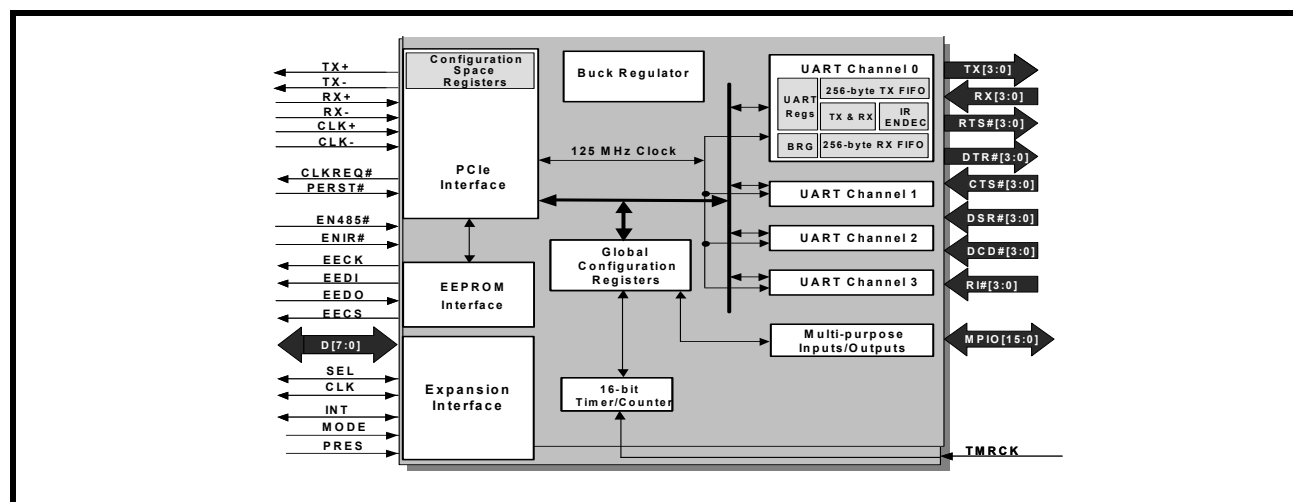 TX+
TX-
RX+
RX-
CLK+
CLK-
CLKREQ#
PERST#
EN485#
ENIR#
EECK
EEDI
EEDO
EECS
D[7:0]
SEL
CLK
INT
MODE
PRES
Configuration
Space
Registers
PCIe
Interface
EEPROM
Interface
Expansion
Interface
Buck Regulator
125 MHz Clock
Global
Configuration
Registers
16-bit
Timer/Counter
UART Channel 0
UART
Regs
256-byte TX FIFO
TX & RX
IR
ENDEC
BRG
256-byte RX FIFO
UART Channel 1
UART Channel 2
UART Channel 3
Multi-purpose
Inputs/Outputs
TX[3:0]
RX[3:0]
RTS#[3:0]
DTR#[3:0]
CTS#[3:0]
DSR#[3:0]
DCD#[3:0]
RI#[3:0]
MPIO[15:0]
TMRCK